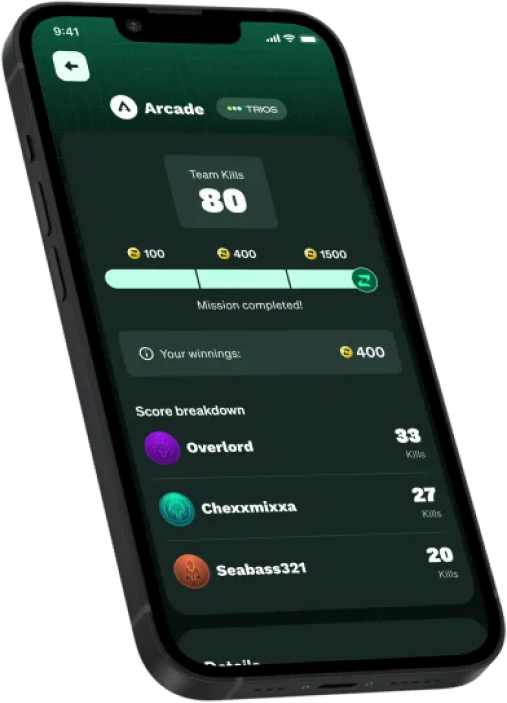 9:41
Arcade TRIOS
Team Kills
80
100 400 1500
Mission completed!
Your winnings: 400
Score breakdown
Overlord 33
Kills
Chexxmixxa 27
Kills
Seabass321 20
Kills
Details